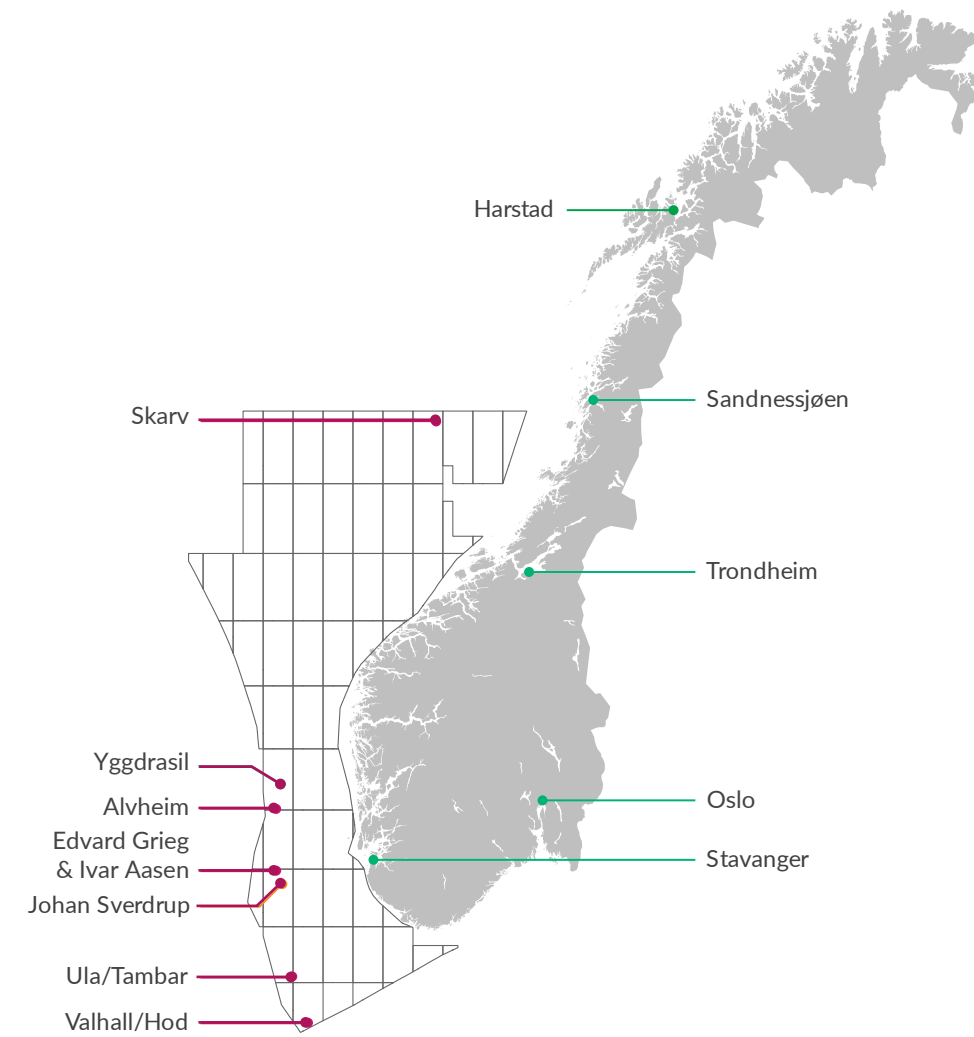 Harstad
Sandnessjøen
Skarv
Trondheim
Yggdrasil
Alvheim
Oslo
Edvard Grieg
& Ivar Aasen
Stavanger
Johan Sverdrup
Ula/Tambar
Valhall/Hod